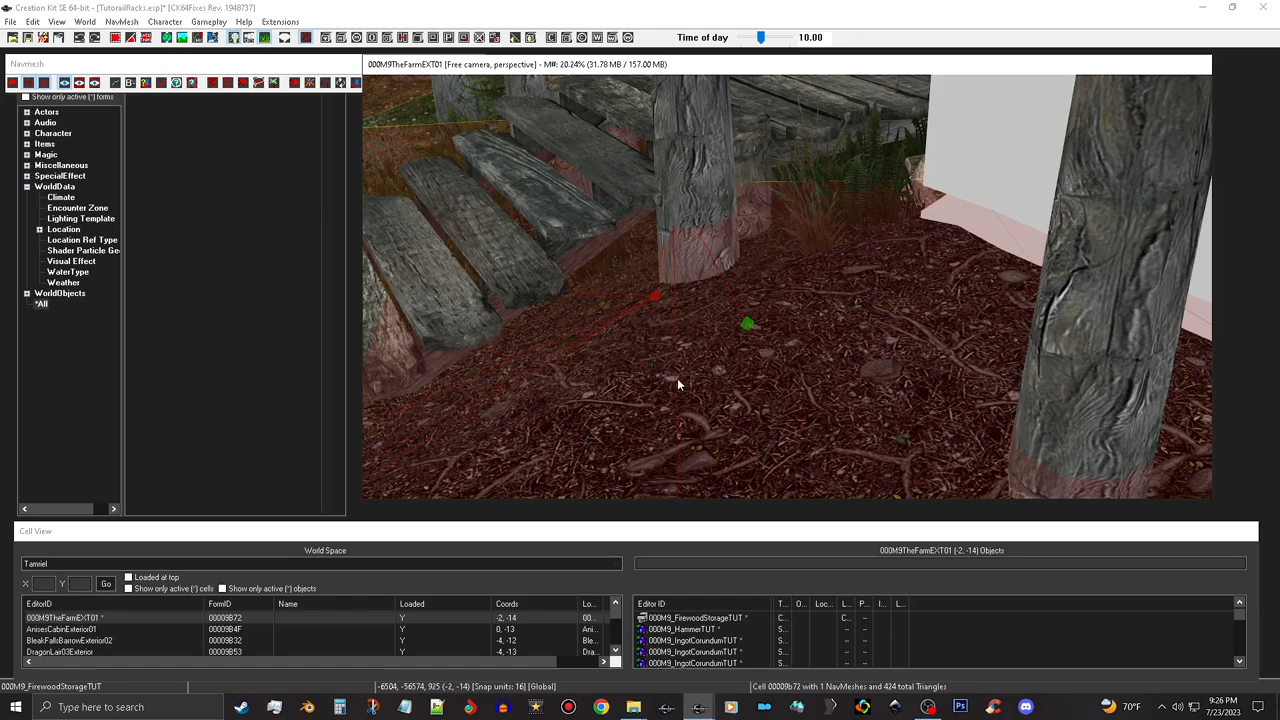 Creation Kit SE 64-bit - [TutorailRacks.esp]* [CK64Fixes Rev. 1948737]
File Edit View World NavMesh Character Gameplay Help Extensions
Time of day 10.00
Navmesh
000M9TheFarmEXT01 [Free camera, perspective] - M#: 20.24% (31.78 MB / 157.00 MB)
Show only active (*) forms
Actors
Audio
Character
Items
Magic
Miscellaneous
SpecialEffect
WorldData
Climate
Encounter Zone
Lighting Template
Location
Location Ref Type
Shader Particle Ge
Visual Effect
WaterType
Weather
WorldObjects
*All
Cell View
World Space
000M9TheFarmEXT01 (-2, -14) Objects
Tamriel
X Y Go
Loaded at top
Show only active (*) cells Show only active (*) objects
EditorID FormID Name Loaded Coords Lo...
Editor ID T... O... Loc... L... P... I... L...
000M9TheFarmEXT01 * 00009B72 Y -2, -14 00...
AnisesCabinExterior01 00009B4F Y 0, -13 Ani...
BleakFallsBarrowExterior02 00009B32 Y -4, -12 Ble...
DragonLair03Exterior 00009B53 Y -4, -13 Dra...
000M9_FirewoodStorageTUT * C... C... --
000M9_HammerTUT * S... -- --
000M9_IngotCorundumTUT * S... -- --
000M9_IngotCorundumTUT * S... -- --
000M9_IngotCorundumTUT * S... -- --
000M9_FirewoodStorageTUT
-6504, -56574, 925 (-2, -14) [Snap units: 16] [Global]
Cell 00009b72 with 1 NavMeshes and 424 total Triangles
Type here to search
70°F
9:26 PM
7/23/2023